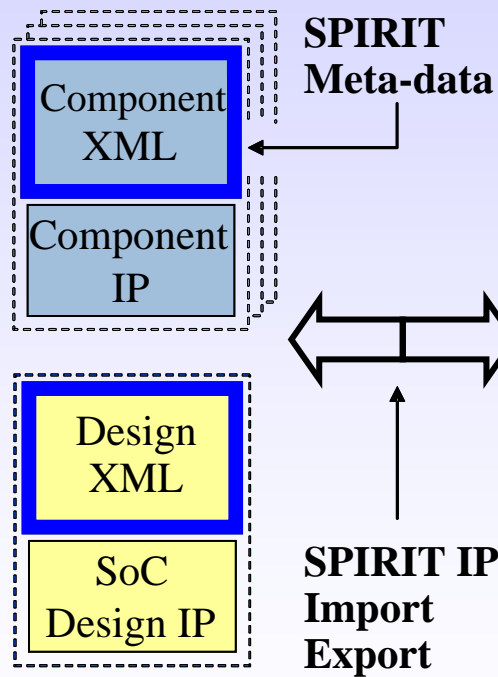 SPIRIT
Meta-data
Component
XML
Component
IP
Design
XML
SoC
Design IP
SPIRIT IP
Import
Export